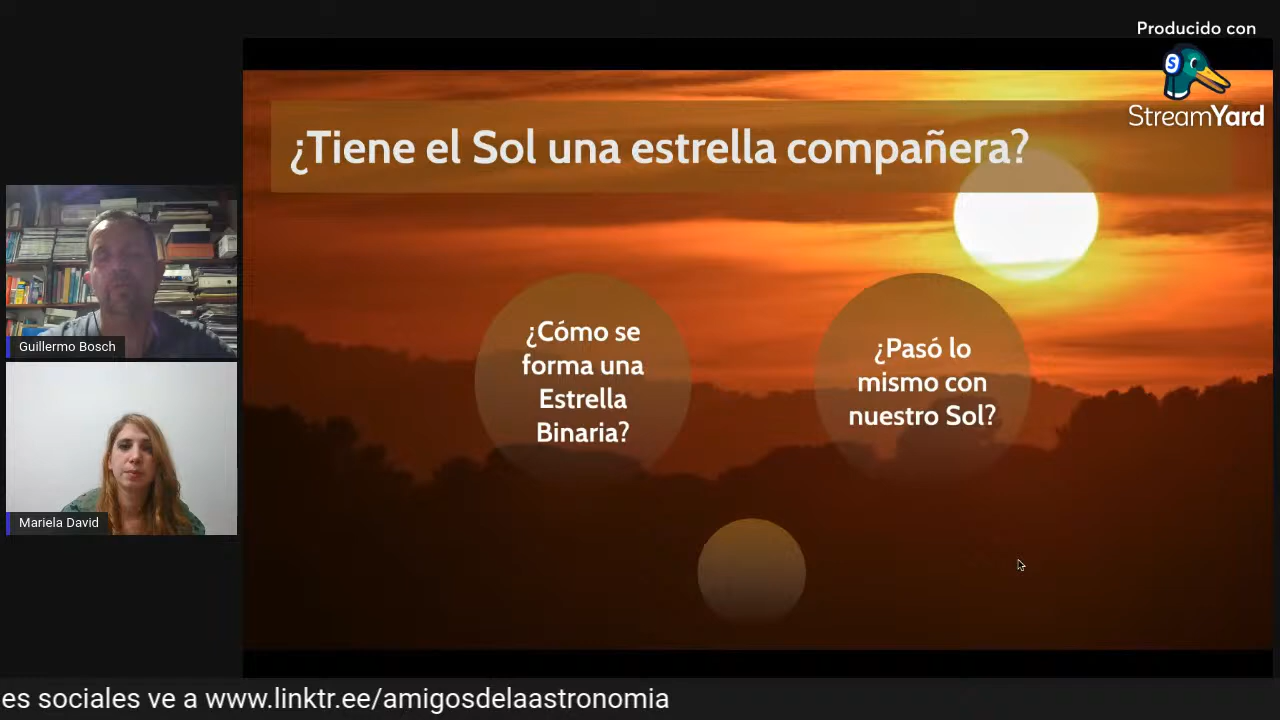 Producido con
StreamYard
¿Tiene el Sol una estrella compañera?
¿Cómo se
forma una
Estrella
Binaria?
¿Pasó lo
mismo con
nuestro Sol?
Guillermo Bosch
Mariela David
es sociales ve a www.linktr.ee/amigosdelaastronomia